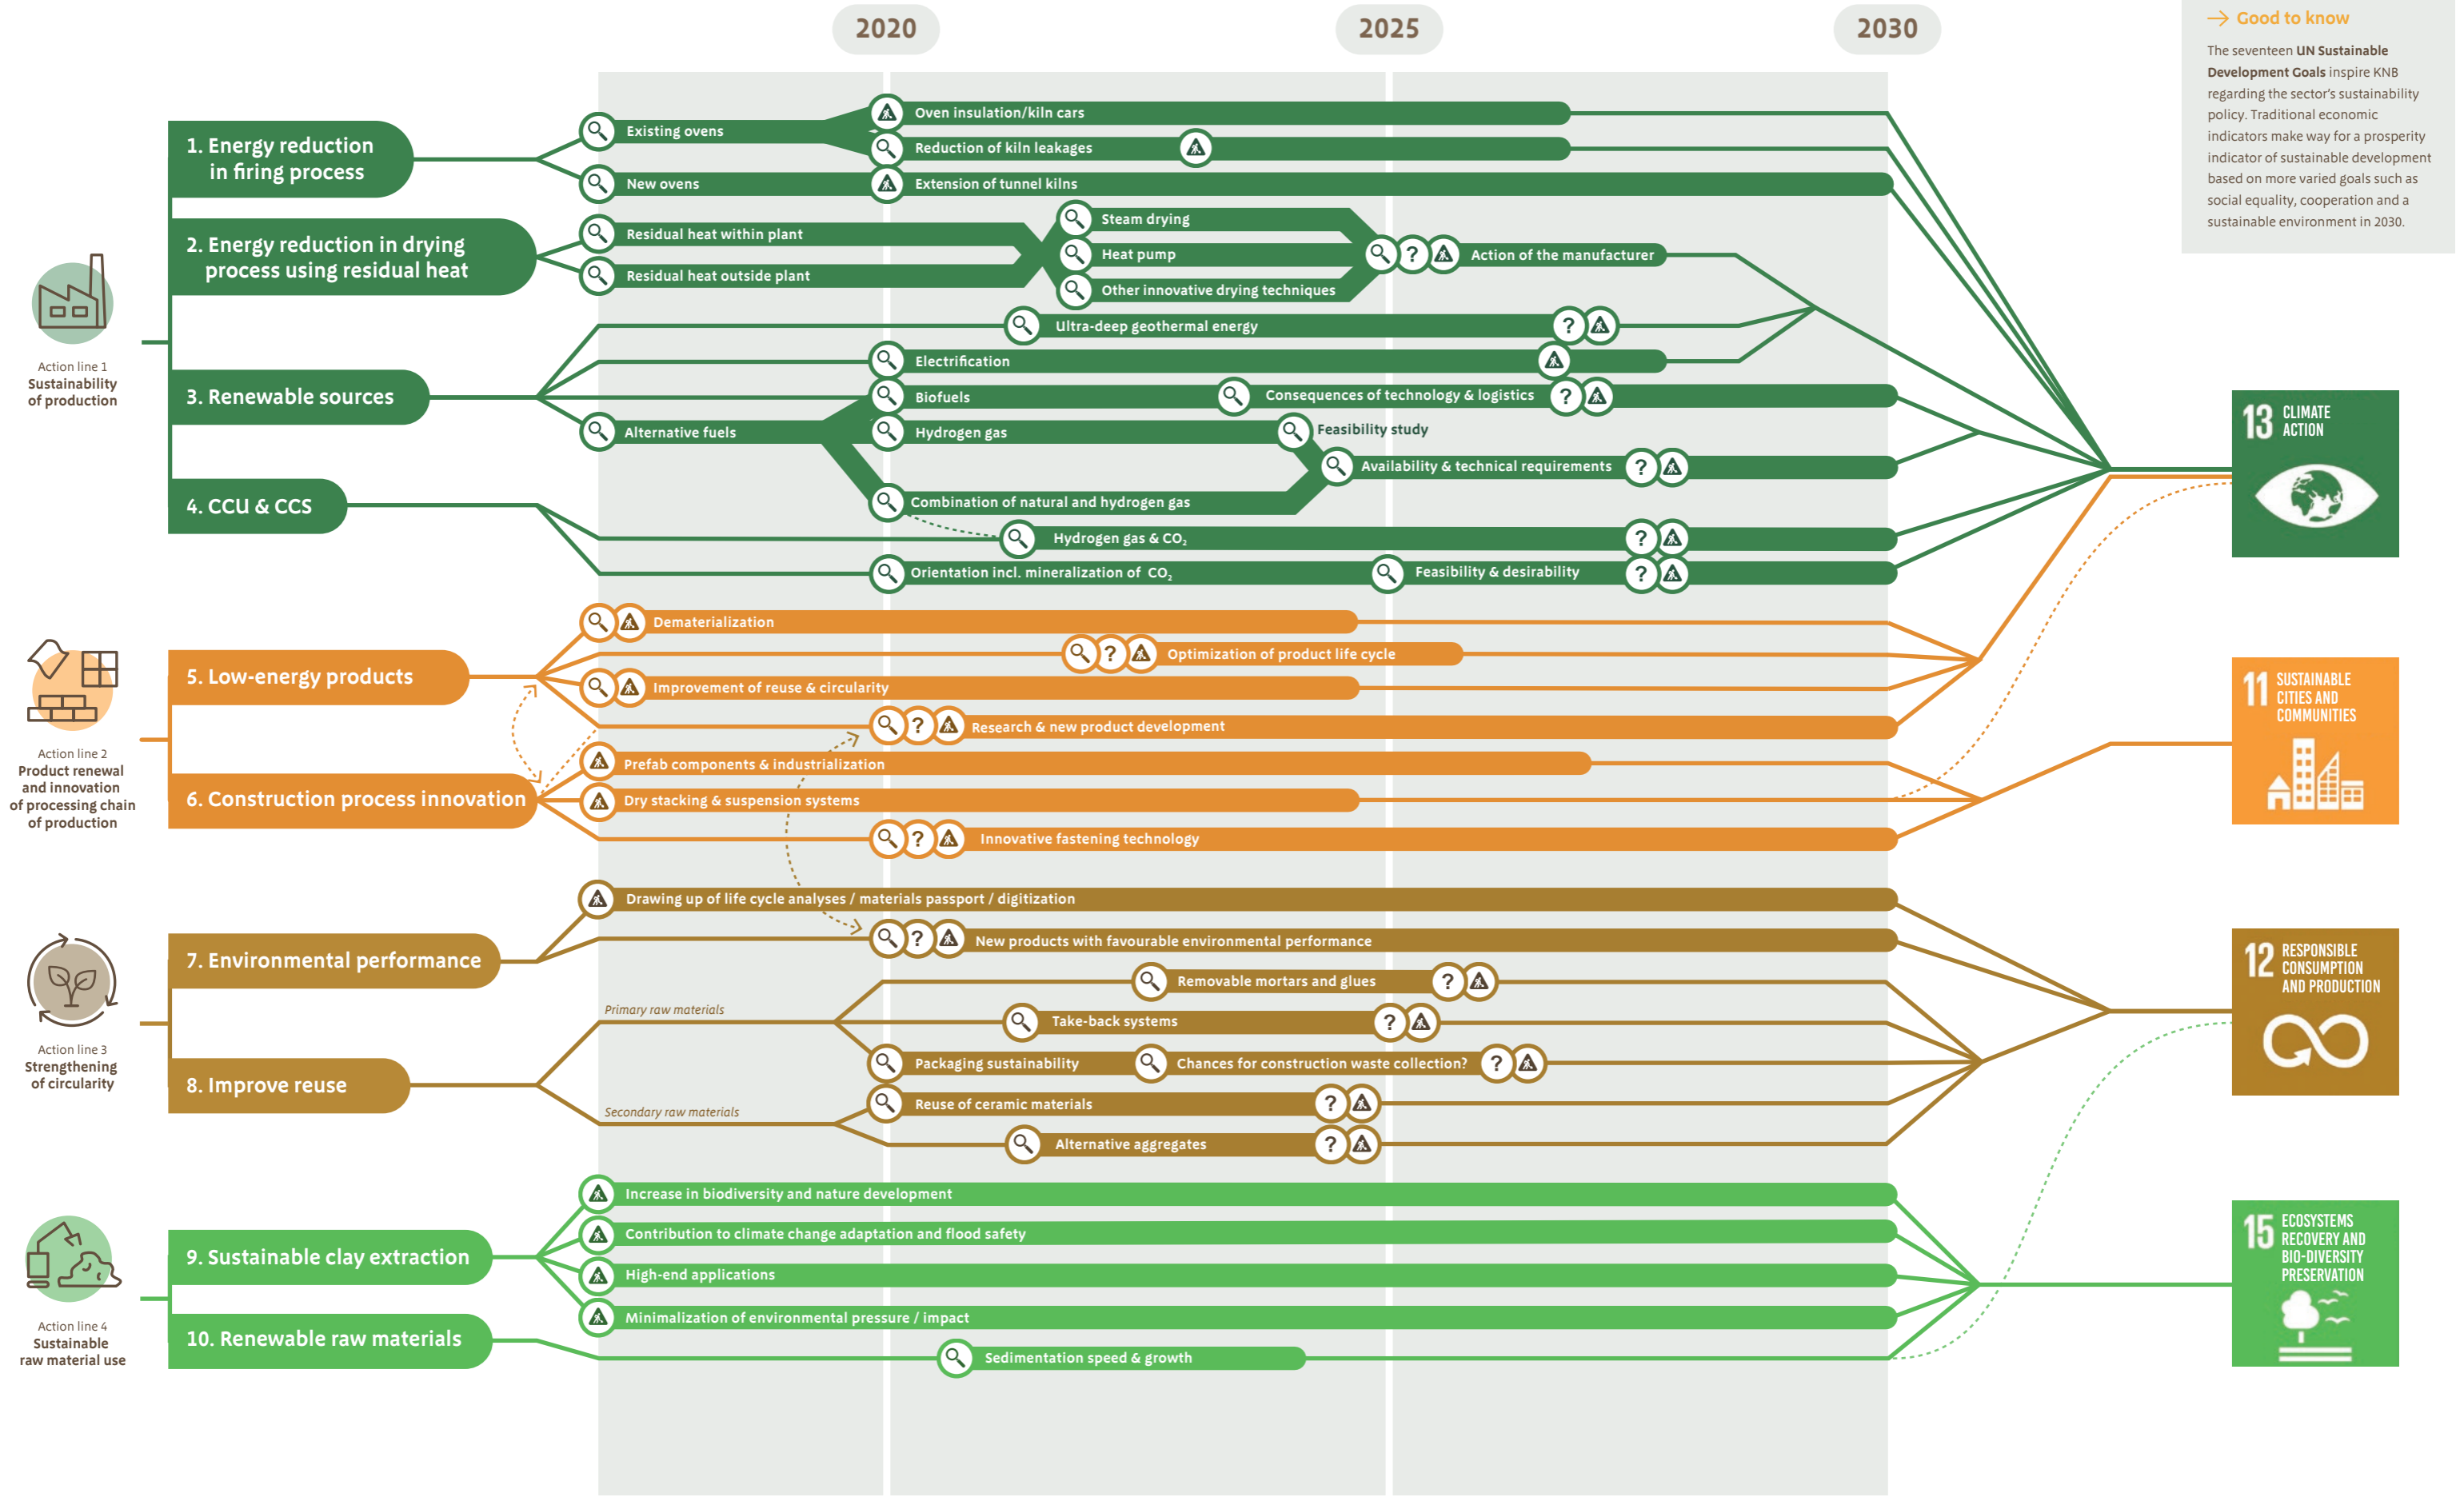 2020
2025
2030
→ Good to know
The seventeen UN Sustainable
Development Goals inspire KNB
regarding the sector's sustainability
policy. Traditional economic
indicators make way for a prosperity
indicator of sustainable development
based on more varied goals such as
social equality, cooperation and a
sustainable environment in 2030.
Action line 1
Sustainability
of production
1. Energy reduction
in firing process
Existing ovens
Oven insulation/kiln cars
Reduction of kiln leakages
New ovens
Extension of tunnel kilns
2. Energy reduction in drying
process using residual heat
Residual heat within plant
Residual heat outside plant
Steam drying
Heat pump
Other innovative drying techniques
?
Action of the manufacturer
3. Renewable sources
Ultra-deep geothermal energy
?
Electrification
Biofuels
Consequences of technology & logistics
?
Alternative fuels
Hydrogen gas
Feasibility study
Availability & technical requirements
?
Combination of natural and hydrogen gas
4. CCU & CCS
Hydrogen gas & CO₂
?
Orientation incl. mineralization of CO₂
Feasibility & desirability
?
13 CLIMATE
ACTION
Action line 2
Product renewal
and innovation
of processing chain
of production
5. Low-energy products
Dematerialization
?
Optimization of product life cycle
Improvement of reuse & circularity
?
Research & new product development
6. Construction process innovation
Prefab components & industrialization
Dry stacking & suspension systems
?
Innovative fastening technology
11 SUSTAINABLE
CITIES AND
COMMUNITIES
Action line 3
Strengthening
of circularity
7. Environmental performance
Drawing up of life cycle analyses / materials passport / digitization
?
New products with favourable environmental performance
8. Improve reuse
Primary raw materials
Removable mortars and glues
?
Take-back systems
?
Packaging sustainability
Chances for construction waste collection?
?
Secondary raw materials
Reuse of ceramic materials
?
Alternative aggregates
?
12 RESPONSIBLE
CONSUMPTION
AND PRODUCTION
Action line 4
Sustainable
raw material use
9. Sustainable clay extraction
Increase in biodiversity and nature development
Contribution to climate change adaptation and flood safety
High-end applications
Minimalization of environmental pressure / impact
10. Renewable raw materials
Sedimentation speed & growth
15 ECOSYSTEMS
RECOVERY AND
BIO-DIVERSITY
PRESERVATION